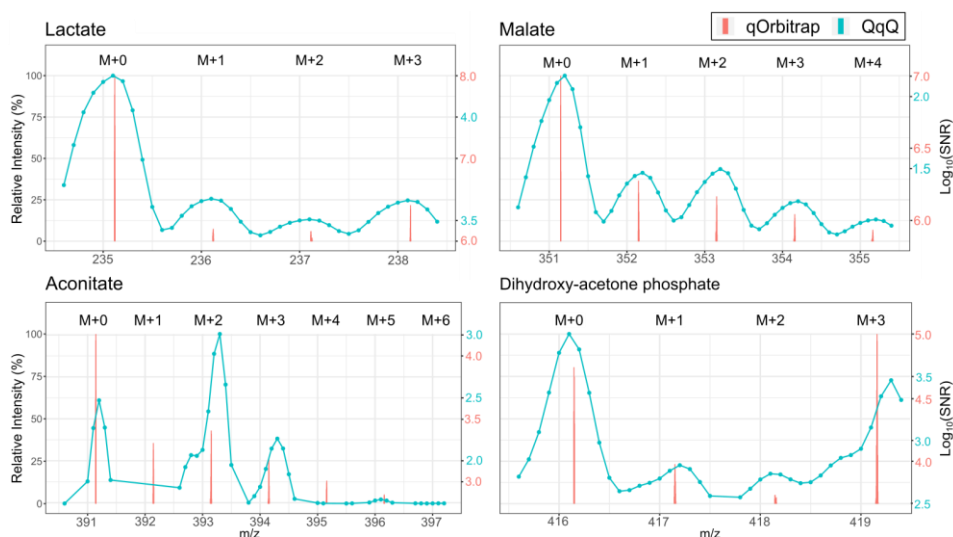 Lactate
Malate
qOrbitrap QqQ
M+0 M+1 M+2 M+3
M+0 M+1 M+2 M+3 M+4
Relative Intensity (%)
100
75
50
25
0
8.0
4.0
7.0
3.5
6.0
7.0
2.0
6.5
1.5
6.0
Log10(SNR)
235 236 237 238
351 352 353 354 355
Aconitate
Dihydroxy-acetone phosphate
M+0 M+1 M+2 M+3 M+4 M+5 M+6
M+0 M+1 M+2 M+3
Relative Intensity (%)
100
75
50
25
0
3.0
4.0
2.5
3.5
2.0
3.0
5.0
3.5
4.5
3.0
4.0
2.5
Log10(SNR)
391 392 393 394 395 396 397
416 417 418 419
m/z
m/z